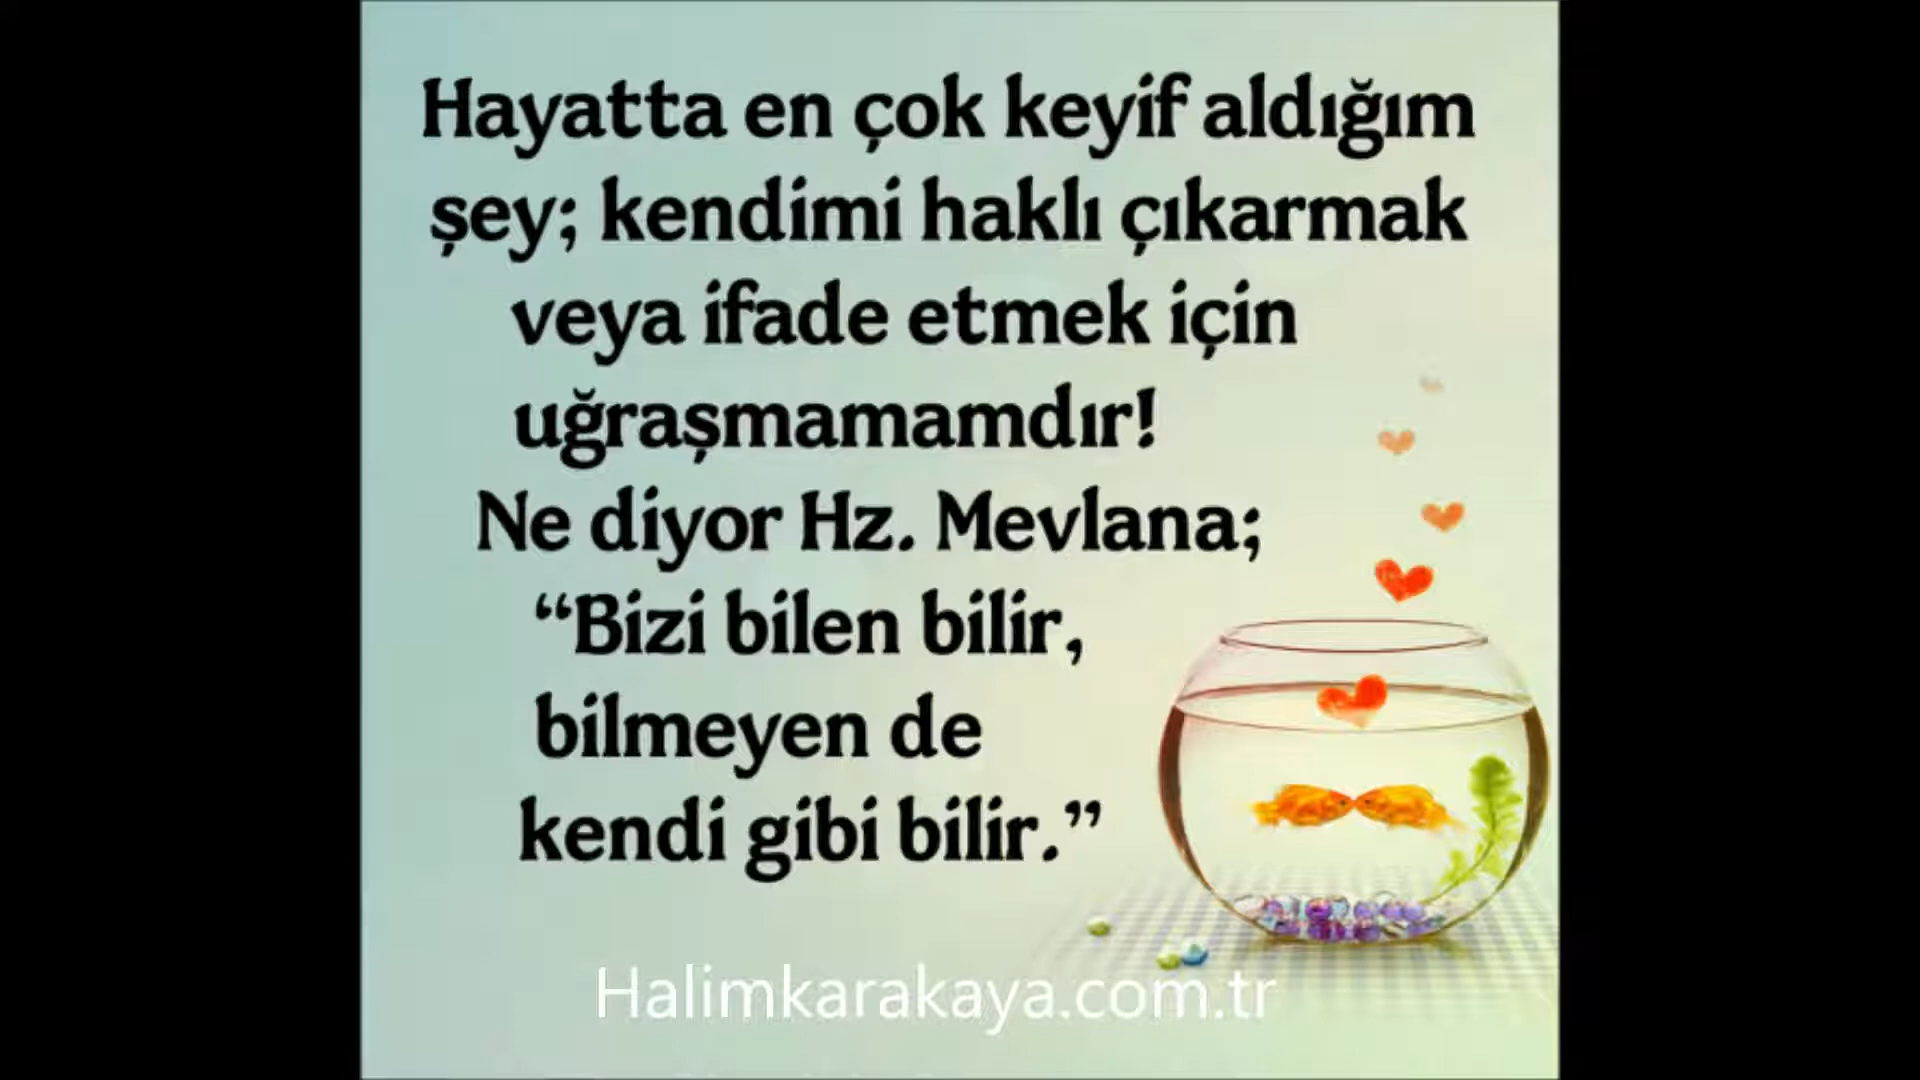 Hayatta en çok keyif aldığım
şey; kendimi haklı çıkarmak
veya ifade etmek için
uğraşmamamdır!
Ne diyor Hz. Mevlana;
“Bizi bilen bilir,
bilmeyen de
kendi gibi bilir.”
Halimkarakaya.com.tr